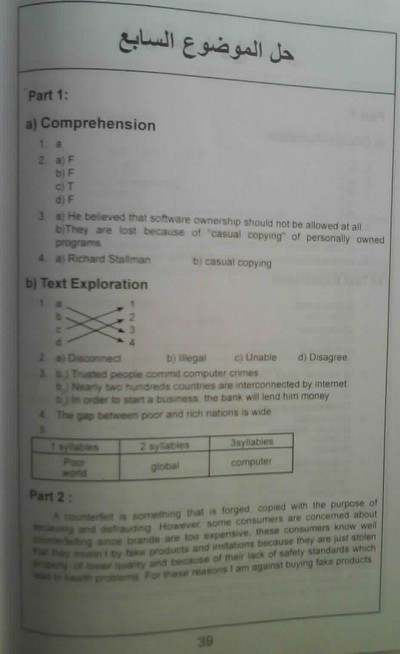 حل الموضوع السابع
Part 1:
a) Comprehension
1. a
2. a) F
b) F
c) T
d) F
3. a) He believed that software ownership should not be allowed at all
b)They are lost because of "casual copying" of personally owned
programs.
4. a) Richard Stallman b) casual copying
b) Text Exploration
1. a 1
b 2
c 3
d 4
2. a) Disconnect b) Illegal c) Unable d) Disagree
3. b1) Trusted people commit computer crimes
b2) Nearly two hundreds countries are interconnected by internet
b3) In order to start a business, the bank will lend him money
4. The gap between poor and rich nations is wide
5.
1 syllables 2 syllables 3syllables
Poor global computer
world
Part 2 :
A counterfeit is something that is forged, copied with the purpose of
deceiving and defrauding. However, some consumers are concerned about
counterfeiting since brands are too expensive, these consumers know well
that they by fake products and imitations because they are just stolen
property, of lower and because of their lack of safety standards which
lead to health problems. For these reasons I am against buying fake products.
39